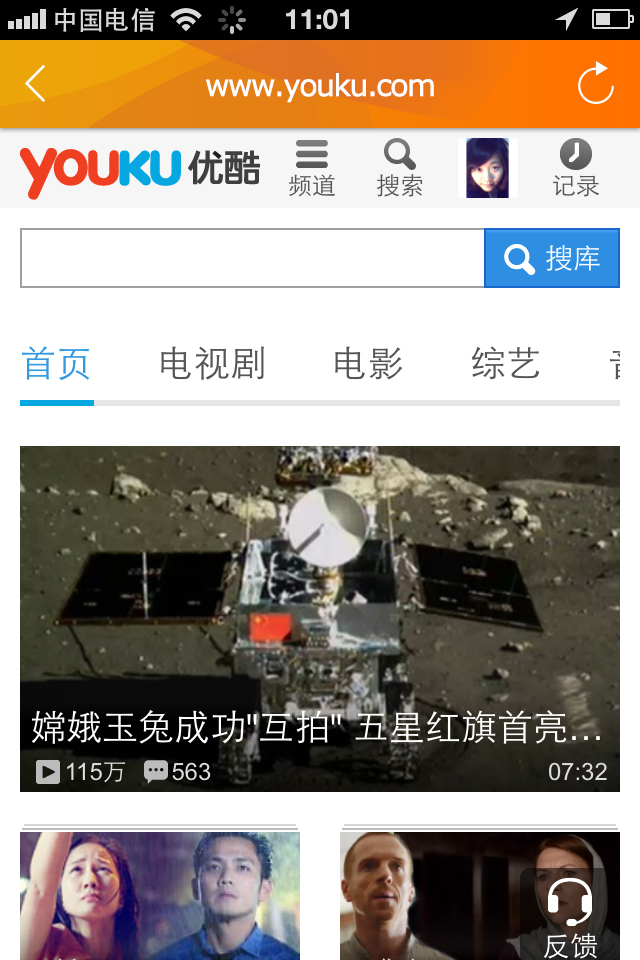 中国电信 11:01
www.youku.com
YOUKU 优酷 频道 搜索 记录
搜库
首页 电视剧 电影 综艺
嫦娥玉兔成功"互拍" 五星红旗首亮...
115万 563 07:32
反馈